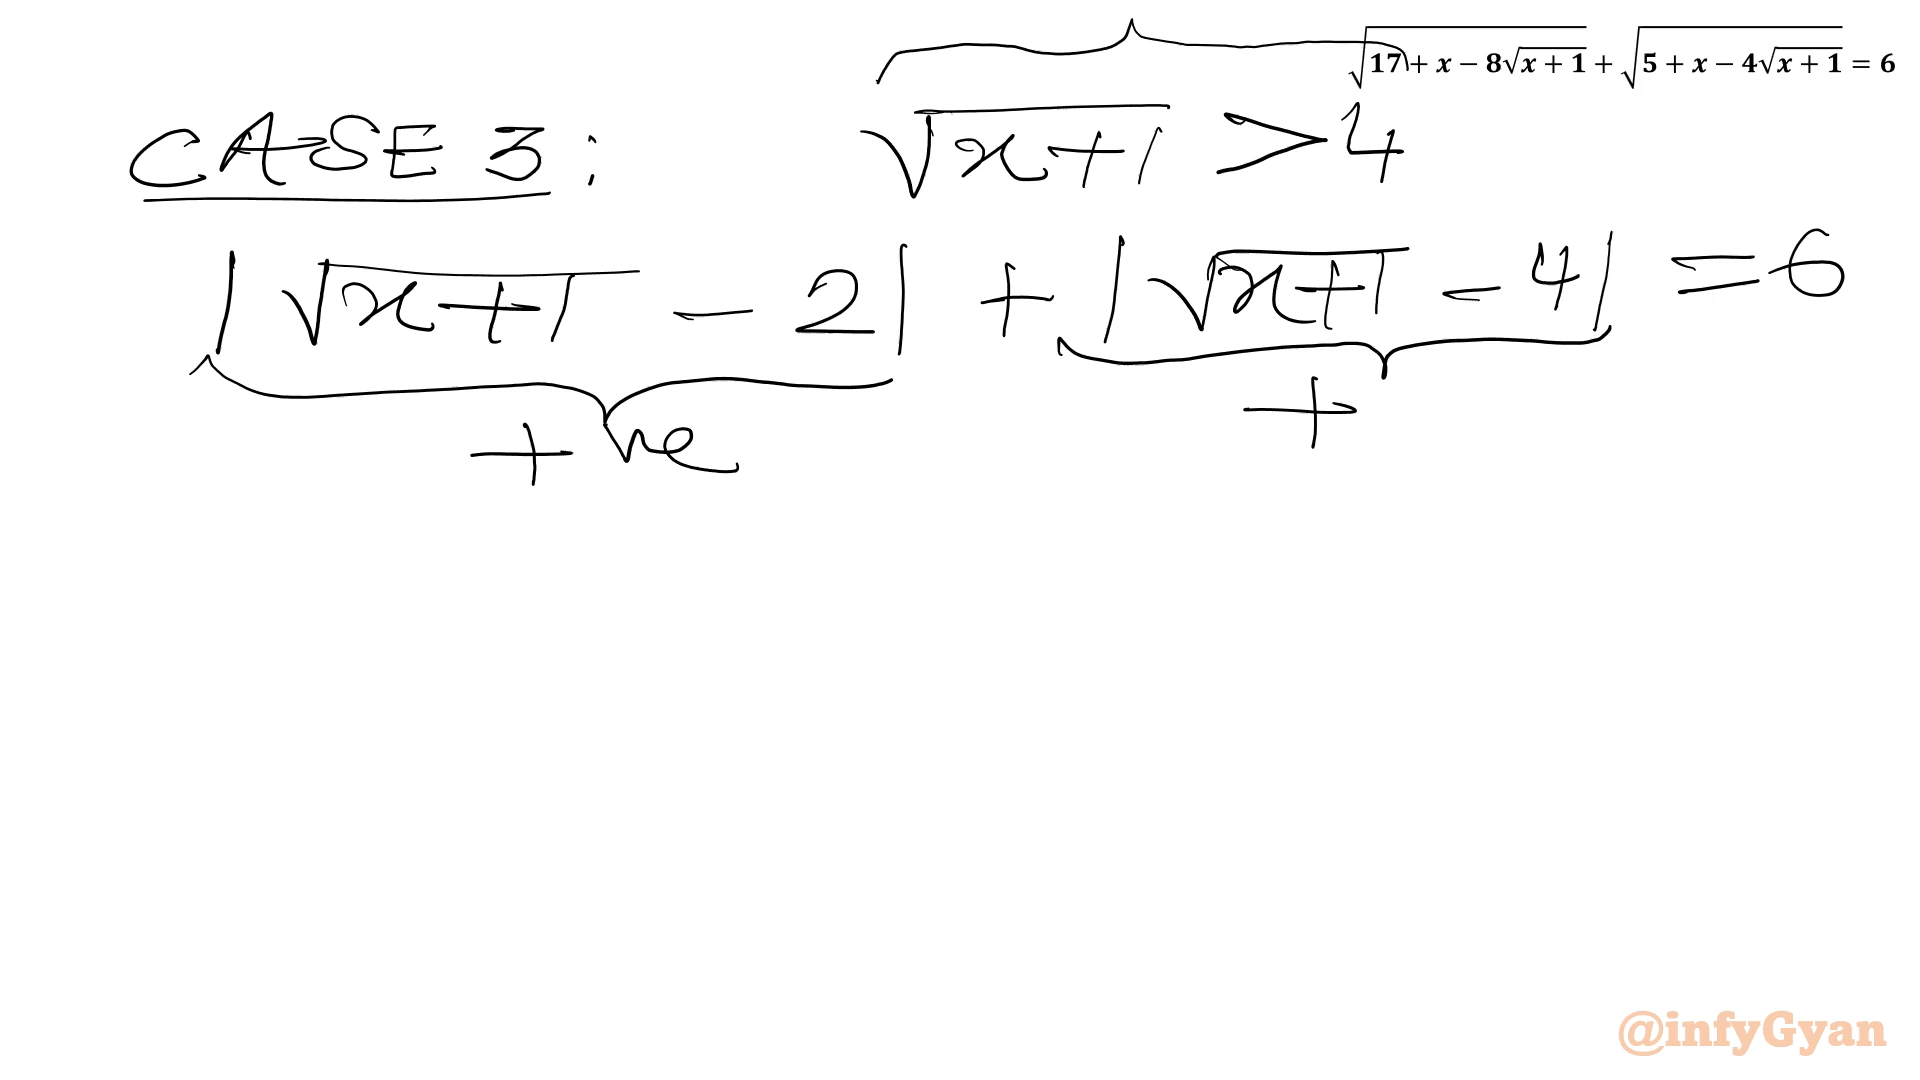 √(17 + x − 8√(x + 1)) + √(5 + x − 4√(x + 1)) = 6
CASE 3 : √(x+1) > 4
|√(x+1) − 2| + |√(x+1) − 4| = 6
+ve +
@infyGyan